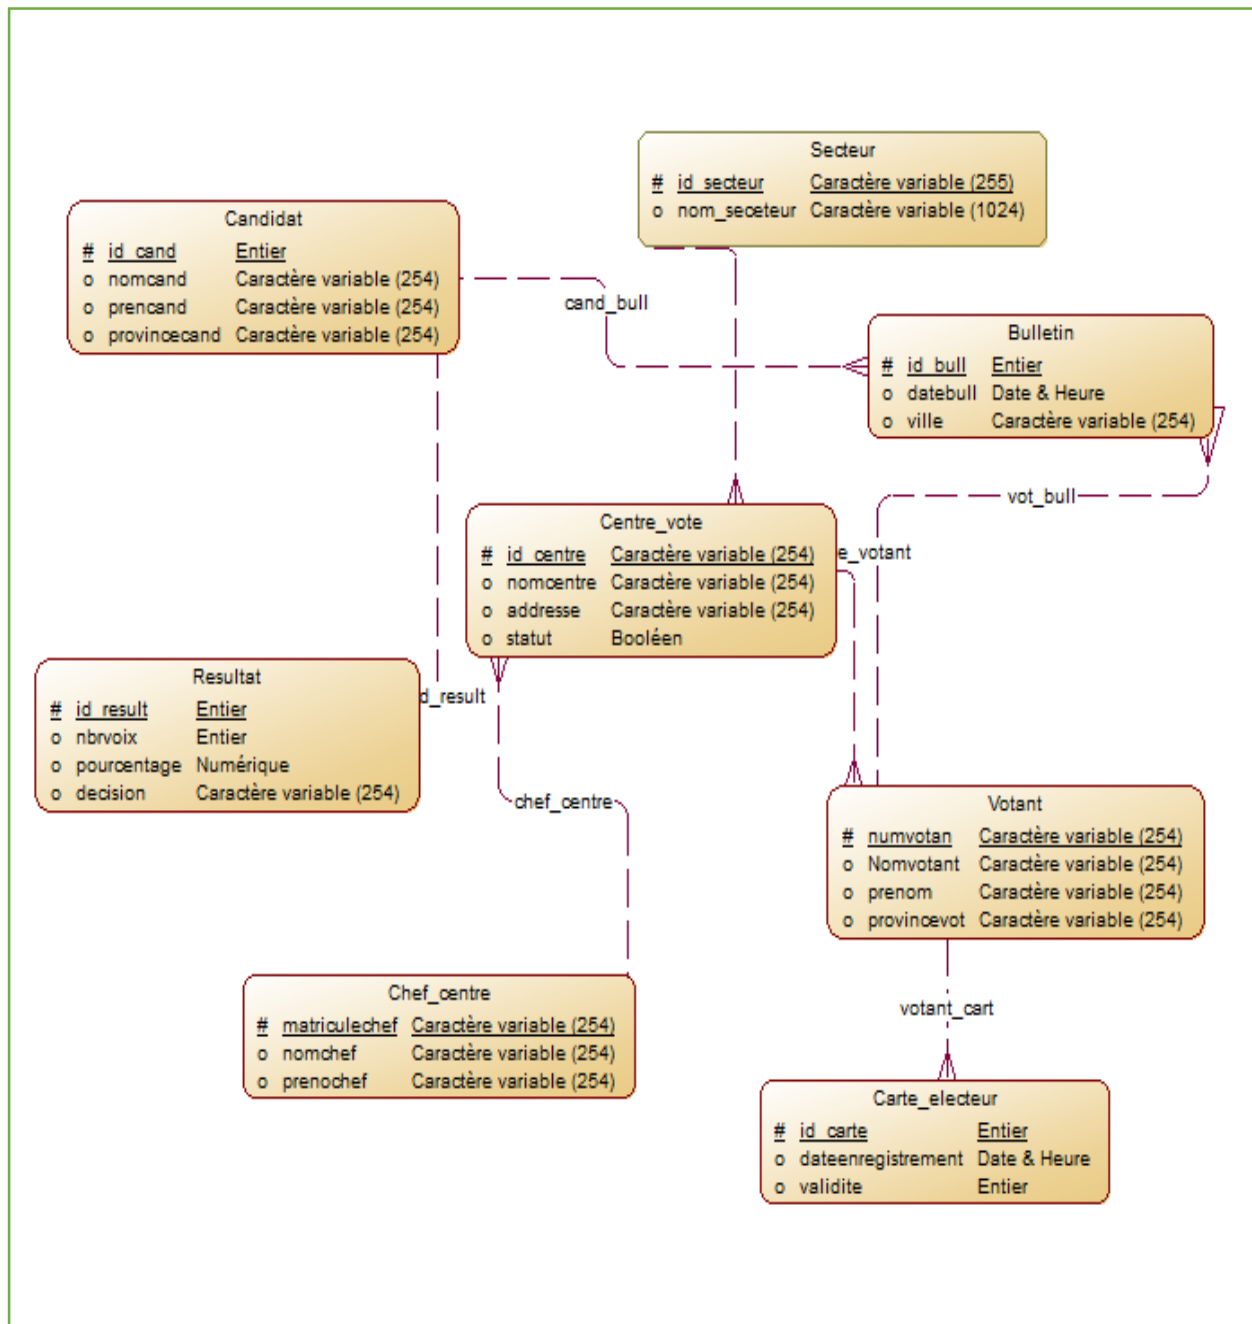 Secteur
# id_secteur Caractère variable (255)
o nom_seceteur Caractère variable (1024)
Candidat
# id_cand Entier
o nomcand Caractère variable (254)
o prencand Caractère variable (254)
o provincecand Caractère variable (254)
cand_bull
Bulletin
# id_bull Entier
o datebull Date & Heure
o ville Caractère variable (254)
vot_bull
Centre_vote
# id_centre Caractère variable (254)
o nomcentre Caractère variable (254)
o addresse Caractère variable (254)
o statut Booléen
e_votant
Resultat
# id_result Entier
o nbrvoix Entier
o pourcentage Numérique
o decision Caractère variable (254)
d_result
chef_centre
Votant
# numvotan Caractère variable (254)
o Nomvotant Caractère variable (254)
o prenom Caractère variable (254)
o provincevot Caractère variable (254)
Chef_centre
# matriculechef Caractère variable (254)
o nomchef Caractère variable (254)
o prenochef Caractère variable (254)
votant_cart
Carte_electeur
# id_carte Entier
o dateenregistrement Date & Heure
o validite Entier